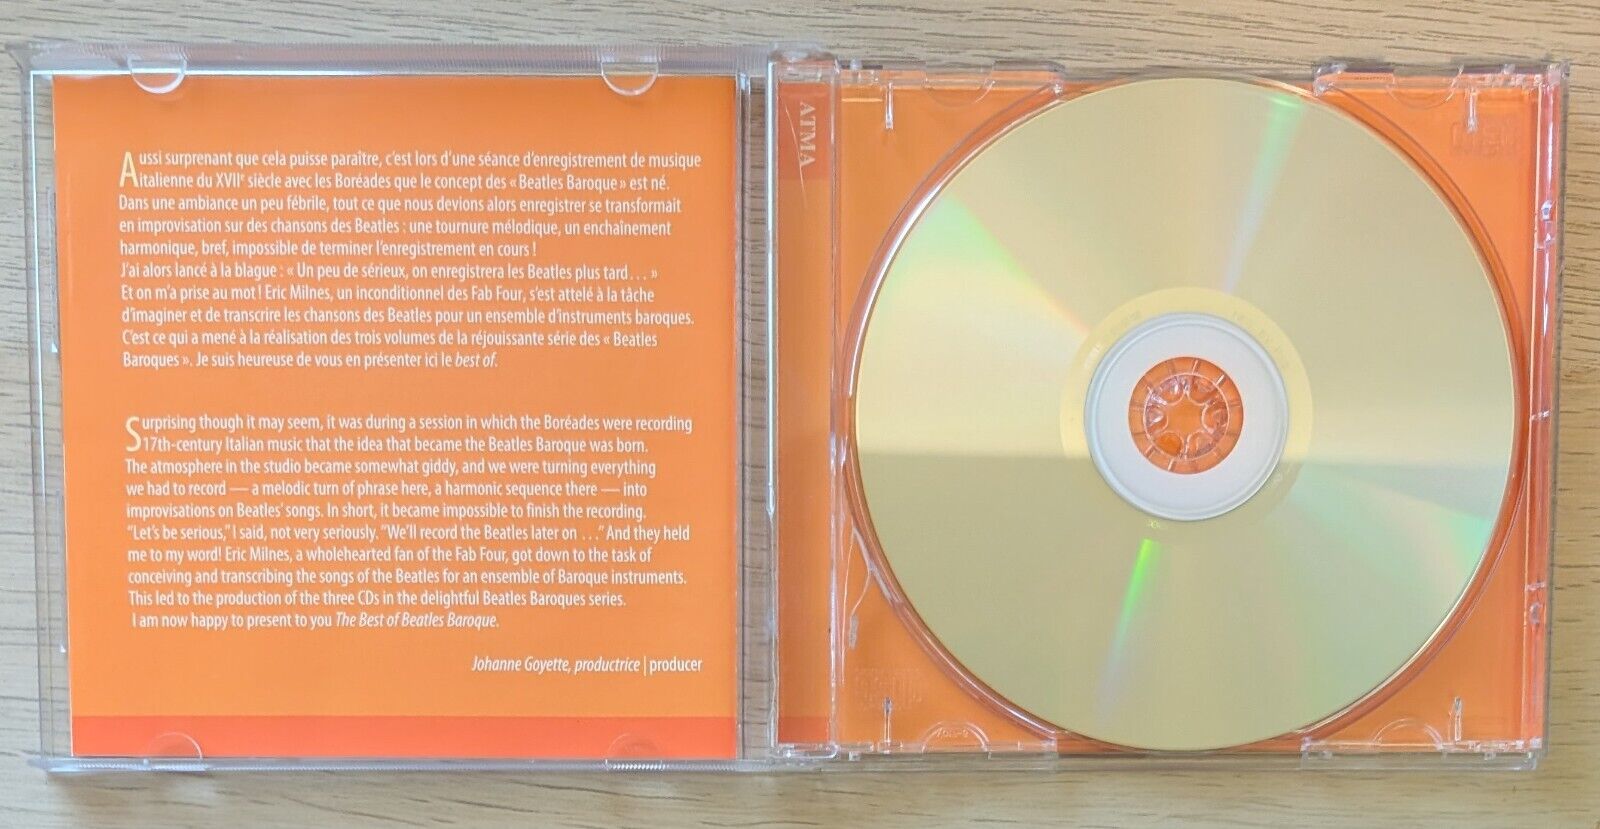 Aussi surprenant que cela puisse paraître, c'est lors d'une séance d'enregistrement de musique
italienne du XVIIe siècle avec les Boréades que le concept des « Beatles Baroque » est né.
Dans une ambiance un peu fébrile, tout ce que nous devions alors enregistrer se transformait
en improvisation sur des chansons des Beatles : une tournure mélodique, un enchaînement
harmonique, bref, impossible de terminer l'enregistrement en cours !
J'ai alors lancé à la blague : « Un peu de sérieux, on enregistrera les Beatles plus tard… »
Et on m'a prise au mot ! Eric Milnes, un inconditionnel des Fab Four, s'est attelé à la tâche
d'imaginer et de transcrire les chansons des Beatles pour un ensemble d'instruments baroques.
C'est ce qui a mené à la réalisation des trois volumes de la réjouissante série des « Beatles
Baroques ». Je suis heureuse de vous en présenter ici le best of.
Surprising though it may seem, it was during a session in which the Boréades were recording
17th-century Italian music that the idea that became the Beatles Baroque was born.
The atmosphere in the studio became somewhat giddy, and we were turning everything
we had to record — a melodic turn of phrase here, a harmonic sequence there — into
improvisations on Beatles' songs. In short, it became impossible to finish the recording.
“Let's be serious,” I said, not very seriously. “We'll record the Beatles later on …” And they held
me to my word! Eric Milnes, a wholehearted fan of the Fab Four, got down to the task of
conceiving and transcribing the songs of the Beatles for an ensemble of Baroque instruments.
This led to the production of the three CDs in the delightful Beatles Baroques series.
I am now happy to present to you The Best of Beatles Baroque.
Johanne Goyette, productrice | producer
ATMA